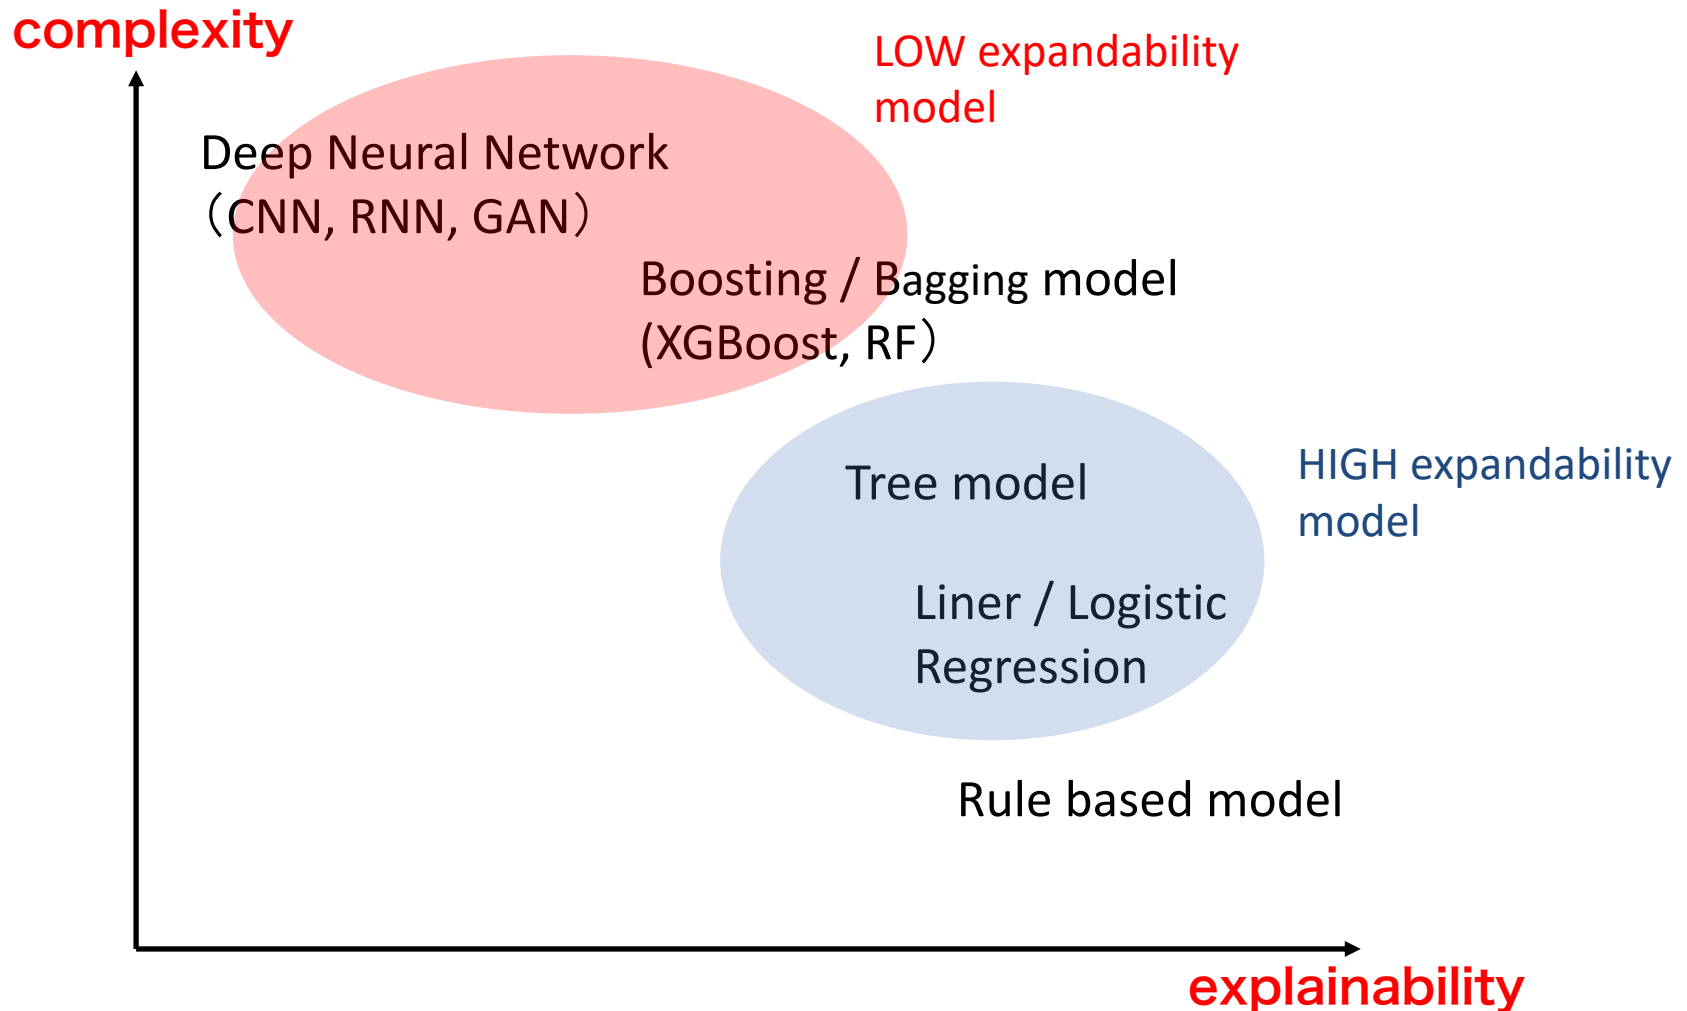 complexity
LOW expandability
model
Deep Neural Network
（CNN, RNN, GAN）
Boosting / Bagging model
(XGBoost, RF）
Tree model
HIGH expandability
model
Liner / Logistic
Regression
Rule based model
explainability